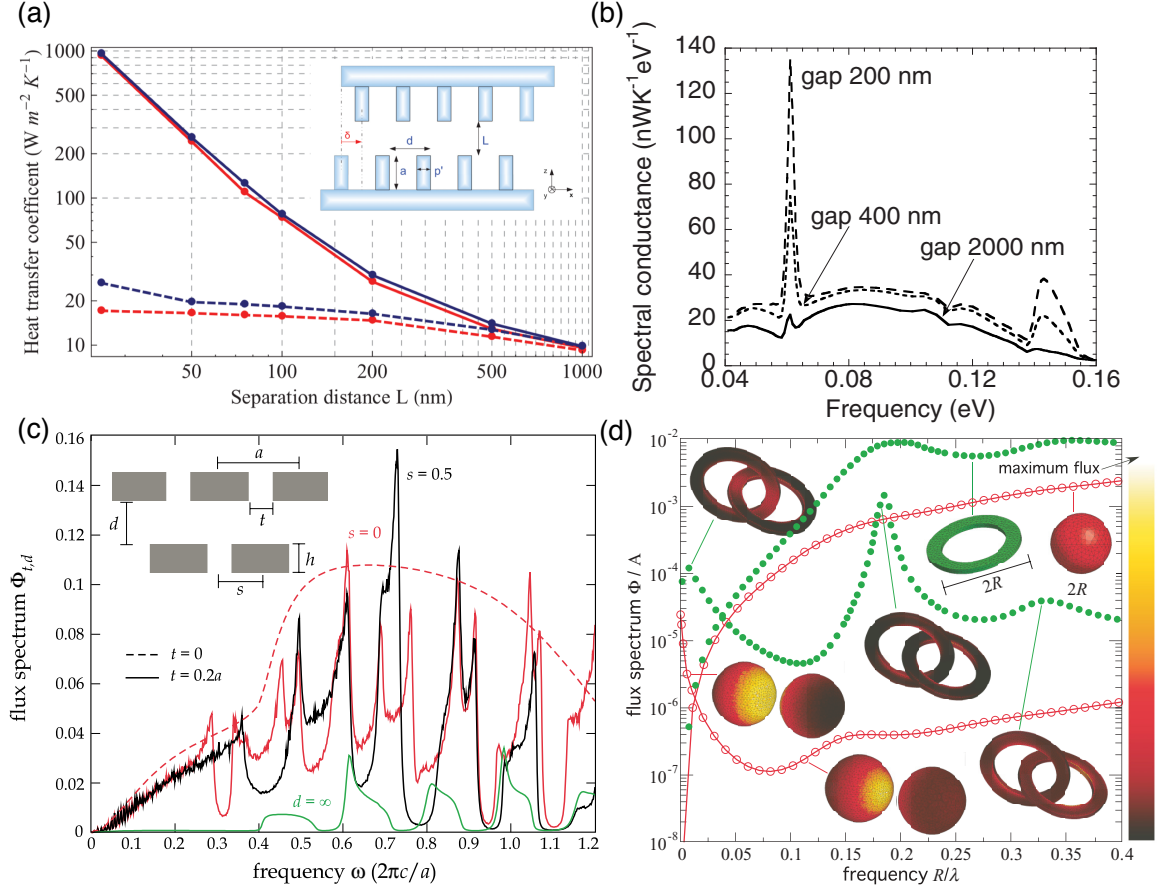 (a)
Heat transfer coefficent (W m⁻² K⁻¹)
1000
500
200
100
50
20
10
50
100
200
500
1000
Separation distance L (nm)
δ
d
L
a
p'
z
y
x
(b)
Spectral conductance (nWK⁻¹eV⁻¹)
140
120
100
80
60
40
20
0
0.04
0.08
0.12
0.16
Frequency (eV)
gap 200 nm
gap 400 nm
gap 2000 nm
(c)
flux spectrum Φt,d
0.16
0.14
0.12
0.10
0.08
0.06
0.04
0.02
0
0
0.1
0.2
0.3
0.4
0.5
0.6
0.7
0.8
0.9
1.0
1.1
1.2
frequency ω (2πc/a)
a
d
t
h
s
s = 0.5
s = 0
t = 0
t = 0.2a
d = ∞
(d)
flux spectrum Φ / A
10⁻²
10⁻³
10⁻⁴
10⁻⁵
10⁻⁶
10⁻⁷
10⁻⁸
0
0.05
0.1
0.15
0.2
0.25
0.3
0.35
0.4
frequency R/λ
maximum flux
2R
2R